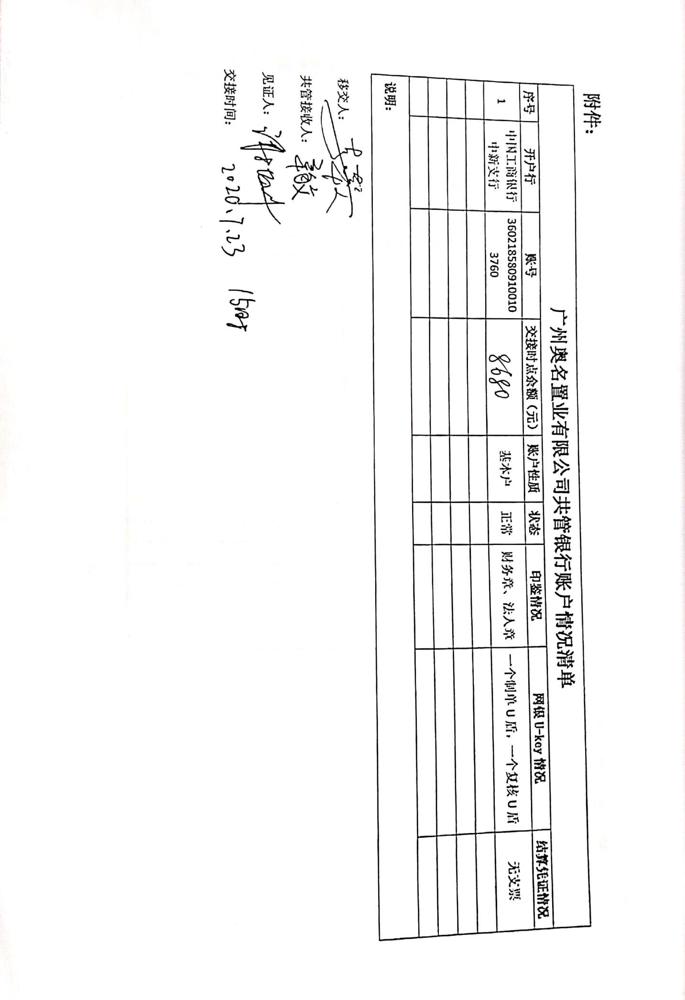 附件：
广州奥名置业有限公司共管银行账户情况清单
序号 开户行 账号 交接时点余额（元） 账户性质 状态 印鉴情况 网银 U-key 情况 结算凭证情况
1 中国工商银行中新支行 3602185809100103760 8680 基本户 正常 财务章、法人章 一个制单 U 盾，一个复核 U 盾 无支票
说明：
移交人：
共管接收人：
见证人：
交接时间： 2020.7.23 15时